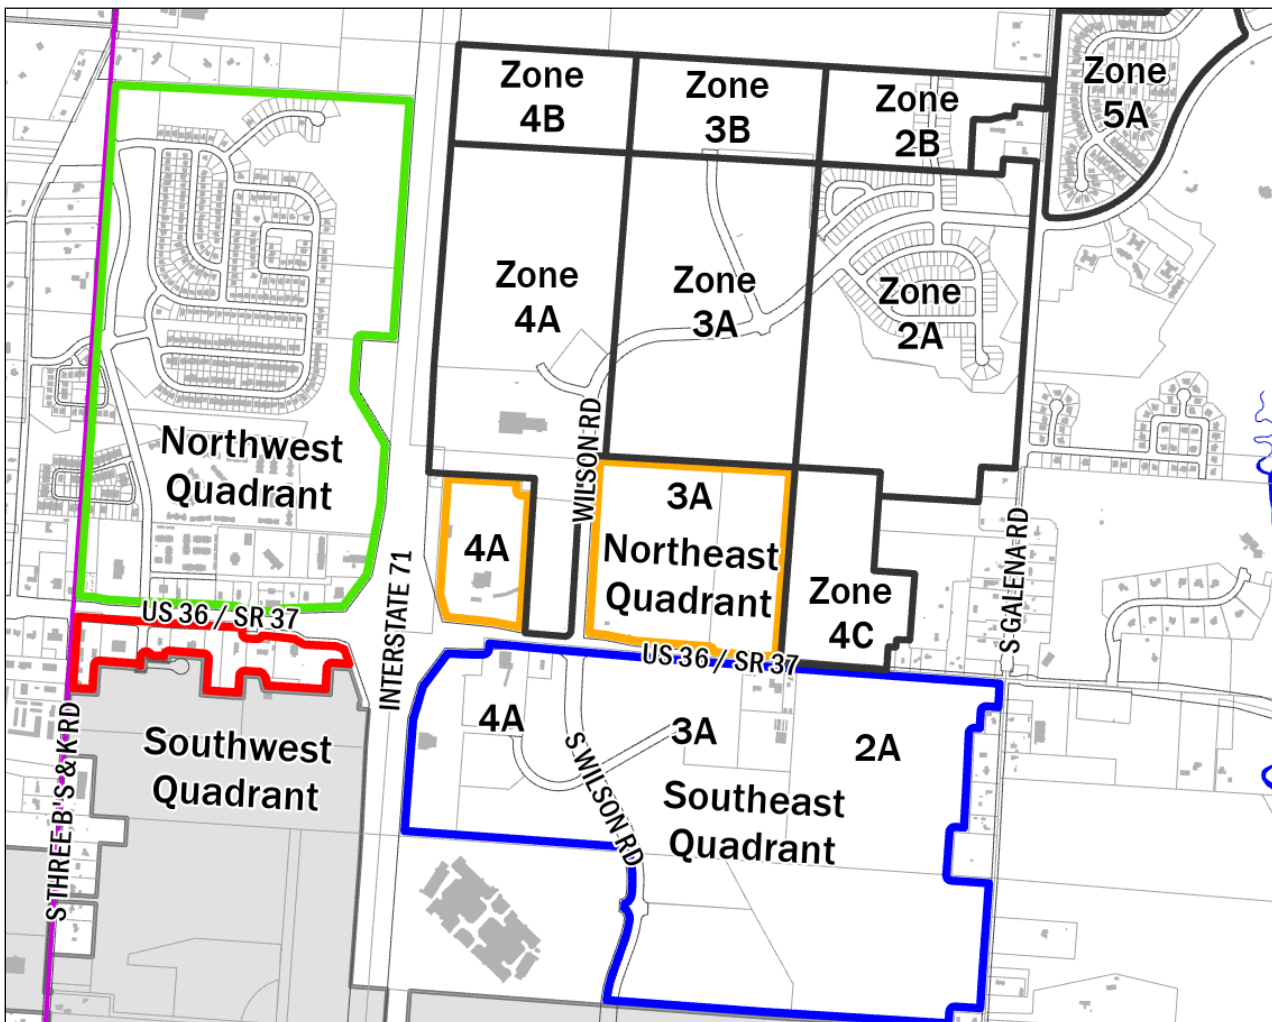 Zone
4B
Zone
3B
Zone
2B
Zone
5A
Zone
4A
Zone
3A
Zone
2A
Northwest
Quadrant
WILSON RD
3A
Northeast
Quadrant
4A
Zone
4C
S GALENA RD
INTERSTATE 71
US 36 / SR 37
US 36 / SR 37
Southwest
Quadrant
S THREE B'S & K RD
4A
3A
2A
S WILSON RD
Southeast
Quadrant